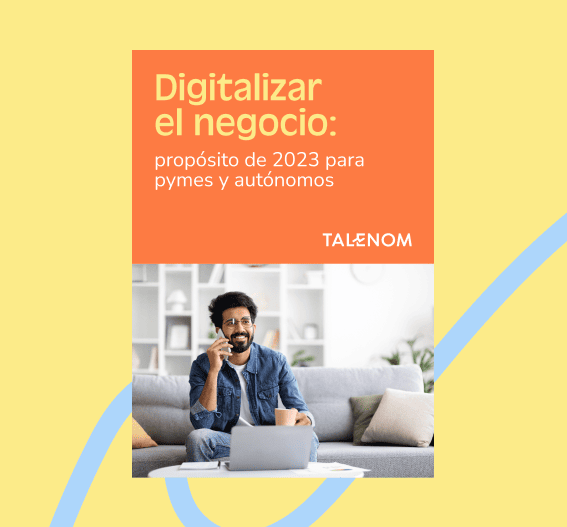 Digitalizar
el negocio:
propósito de 2023 para
pymes y autónomos
TALENOM